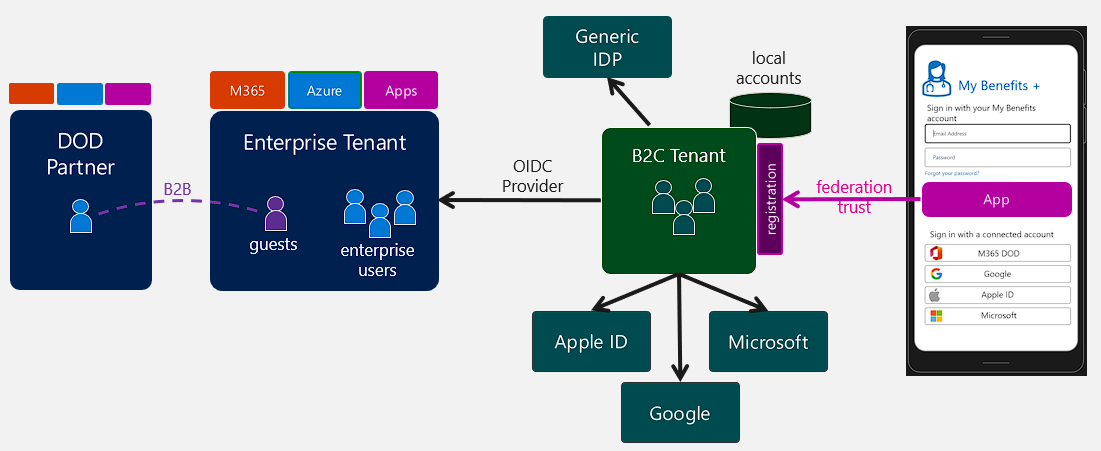 DOD
Partner
B2B
M365
Azure
Apps
Enterprise Tenant
guests
enterprise
users
OIDC
Provider
Generic
IDP
local
accounts
B2C Tenant
registration
federation
trust
Apple ID
Google
Microsoft
My Benefits +
Sign in with your My Benefits
account
Email Address
Password
Forgot your password?
App
Sign in with a connected account
M365 DOD
Google
Apple ID
Microsoft